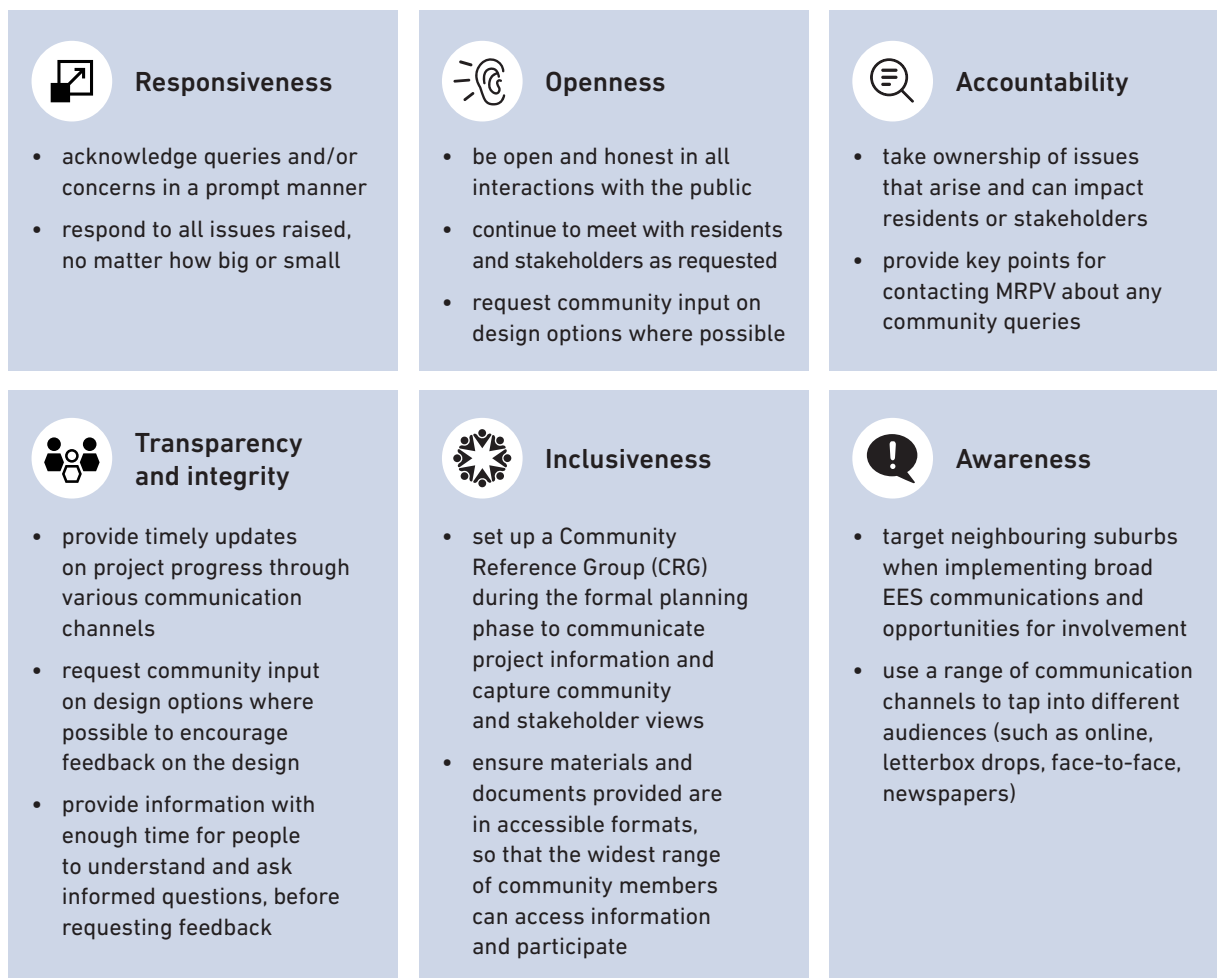 Responsiveness
• acknowledge queries and/or
concerns in a prompt manner
• respond to all issues raised,
no matter how big or small
Openness
• be open and honest in all
interactions with the public
• continue to meet with residents
and stakeholders as requested
• request community input on
design options where possible
Accountability
• take ownership of issues
that arise and can impact
residents or stakeholders
• provide key points for
contacting MRPV about any
community queries
Transparency
and integrity
• provide timely updates
on project progress through
various communication
channels
• request community input
on design options where
possible to encourage
feedback on the design
• provide information with
enough time for people
to understand and ask
informed questions, before
requesting feedback
Inclusiveness
• set up a Community
Reference Group (CRG)
during the formal planning
phase to communicate
project information and
capture community
and stakeholder views
• ensure materials and
documents provided are
in accessible formats,
so that the widest range
of community members
can access information
and participate
Awareness
• target neighbouring suburbs
when implementing broad
EES communications and
opportunities for involvement
• use a range of communication
channels to tap into different
audiences (such as online,
letterbox drops, face-to-face,
newspapers)